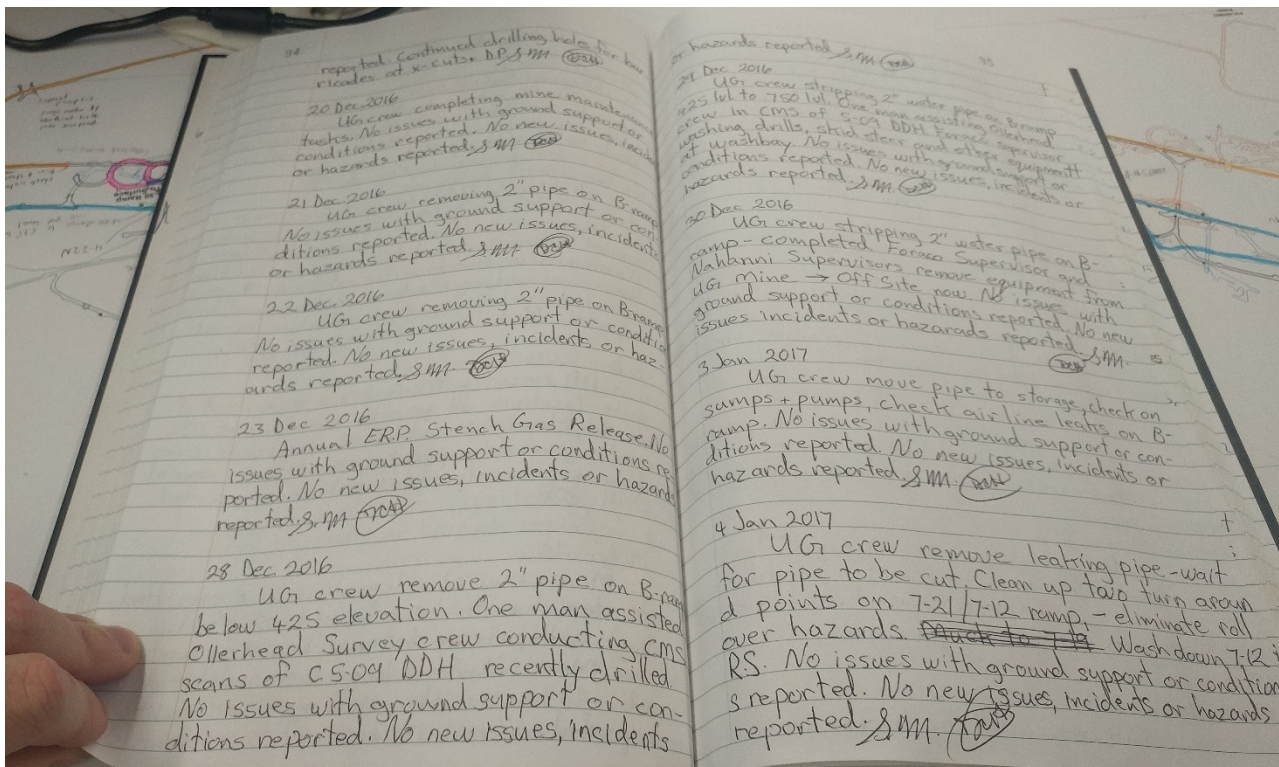 94
reported. Continued drilling holes for bar
ricades at x-cuts. DP S.M
20 Dec 2016
UG crew completing mine maintenance
tasks. No issues with ground support or
conditions reported. No new issues, incide
or hazards reported. S.M
21 Dec 2016
UG crew removing 2" pipe on B-ramp
No issues with ground support or con-
ditions reported. No new issues, incidents
or hazards reported. S.M
22 Dec 2016
UG crew removing 2" pipe on B-ramp
No issues with ground support or conditio
reported. No new issues, incidents or haz
ards reported. S.M.
23 Dec 2016
Annual E.R.P. Stench Gas Release. No
issues with ground support or conditions re
ported. No new issues, incidents or hazards
reported. S.M
28 Dec 2016
UG crew remove 2" pipe on B-ramp
below 425 elevation. One man assisted
Ollerhead Survey crew conducting CMS
scans of C5-09 DDH recently drilled
No issues with ground support or con-
ditions reported. No new issues, incidents
95
or hazards reported S.M
29 Dec 2016
UG crew stripping 2" water pipe on B-ramp
425 lvl to 750 lvl. One man assisting Ollerhead
crew in CMS of 5-09 DDH. Foraco supervisor
washing drills, skid steer and other equipment
at washbay. No issues with ground support or
conditions reported. No new issues, incidents or
hazards reported. S.M
30 Dec 2016
UG crew stripping 2" water pipe on B-
ramp - completed. Foraco Supervisor and
Nahanni Supervisors remove equipment from
UG Mine → Off Site now. No issues with
ground support or conditions reported. No new
issues incidents or hazarads reported. S.M.
3 Jan 2017
UG crew move pipe to storage, check on
sumps + pumps, check airline leaks on B-
ramp. No issues with ground support or con-
ditions reported. No new issues, incidents or
hazards reported. S.M.
4 Jan 2017
UG crew remove leaking pipe - wait
for pipe to be cut. Clean up two turn aroun
d points on 7-21/7-12 ramp, - eliminate roll
over hazards. Wash down 7-12
RS. No issues with ground support or condition
s reported. No new issues, incidents or hazards
reported. S.M.